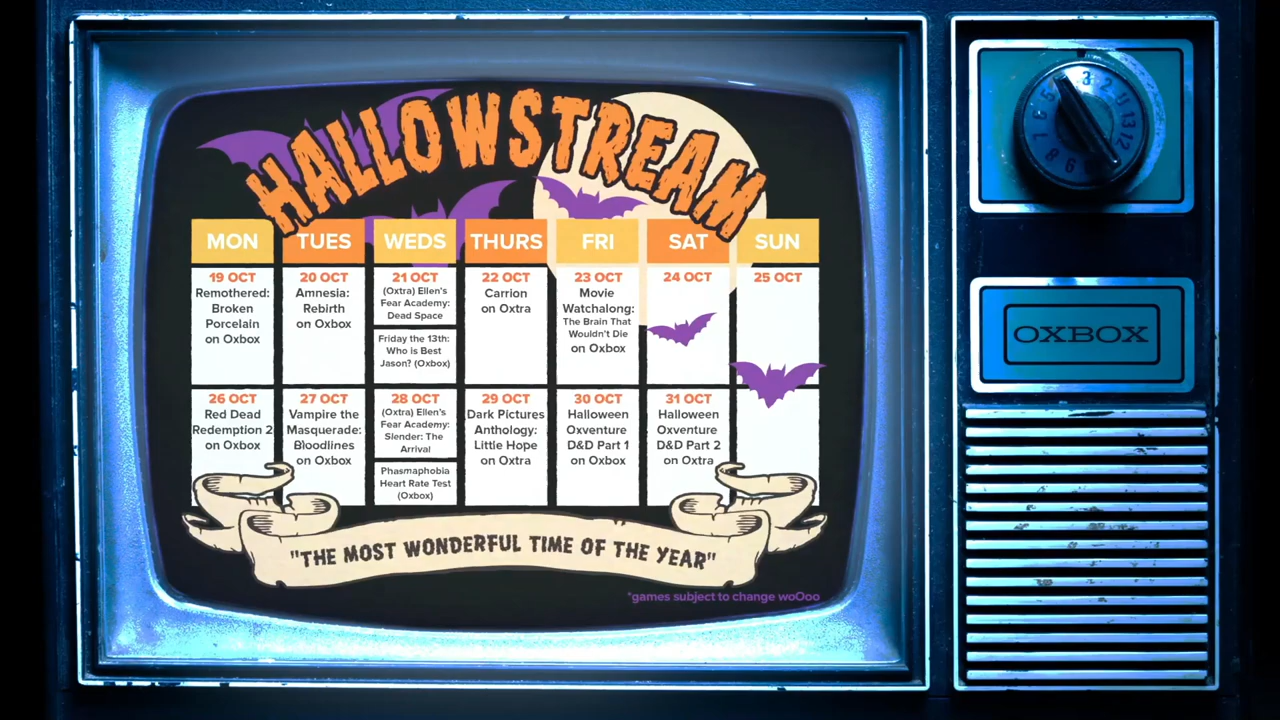 HALLOWSTREAM
MON TUES WEDS THURS FRI SAT SUN
19 OCT
Remothered:
Broken
Porcelain
on Oxbox
20 OCT
Amnesia:
Rebirth
on Oxbox
21 OCT
(Oxtra) Ellen's
Fear Academy:
Dead Space
Friday the 13th:
Who is Best
Jason? (Oxbox)
22 OCT
Carrion
on Oxtra
23 OCT
Movie
Watchalong:
The Brain That
Wouldn't Die
on Oxbox
24 OCT
25 OCT
26 OCT
Red Dead
Redemption 2
on Oxbox
27 OCT
Vampire the
Masquerade:
Bloodlines
on Oxbox
28 OCT
(Oxtra) Ellen's
Fear Academy:
Slender: The
Arrival
Phasmaphobia
Heart Rate Test
(Oxbox)
29 OCT
Dark Pictures
Anthology:
Little Hope
on Oxtra
30 OCT
Halloween
Oxventure
D&D Part 1
on Oxbox
31 OCT
Halloween
Oxventure
D&D Part 2
on Oxtra
"THE MOST WONDERFUL TIME OF THE YEAR"
*games subject to change woOoo
OXBOX